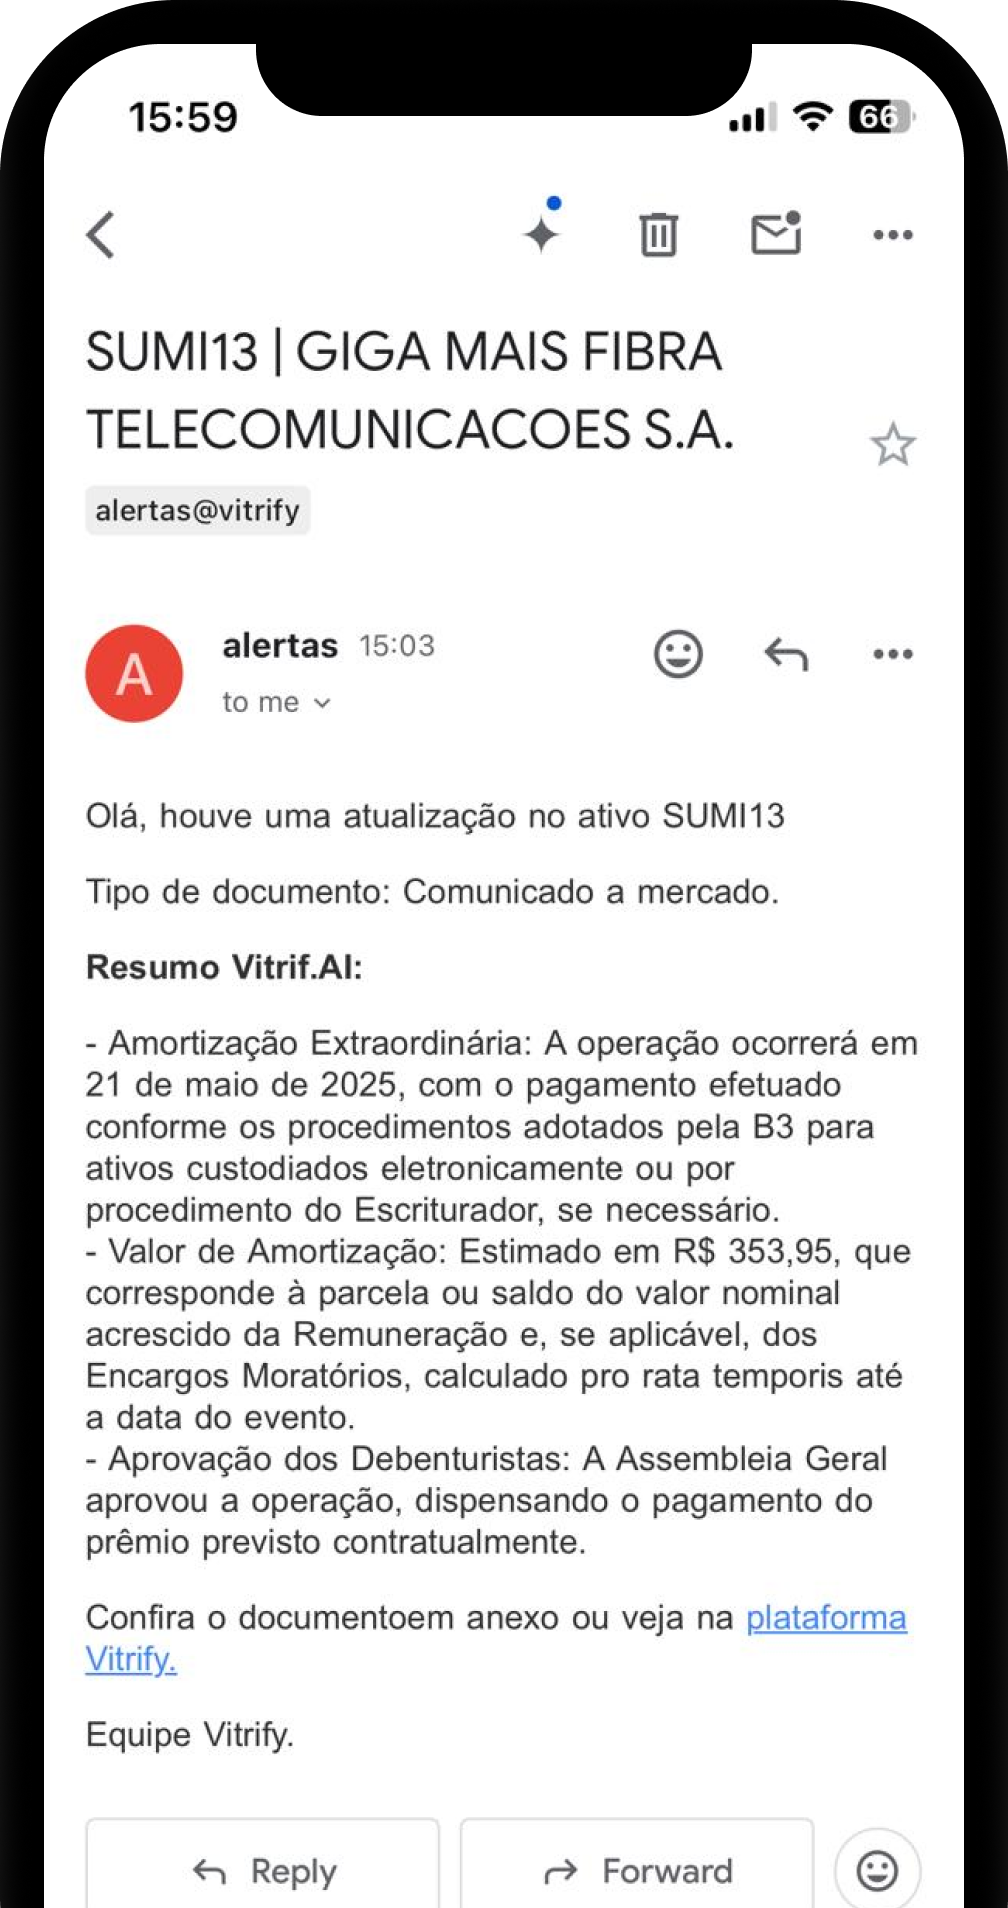 15:59
66
SUMI13 | GIGA MAIS FIBRA
TELECOMUNICACOES S.A.
alertas@vitrify
A
alertas 15:03
to me
Olá, houve uma atualização no ativo SUMI13
Tipo de documento: Comunicado a mercado.
Resumo Vitrif.AI:
- Amortização Extraordinária: A operação ocorrerá em
21 de maio de 2025, com o pagamento efetuado
conforme os procedimentos adotados pela B3 para
ativos custodiados eletronicamente ou por
procedimento do Escriturador, se necessário.
- Valor de Amortização: Estimado em R$ 353,95, que
corresponde à parcela ou saldo do valor nominal
acrescido da Remuneração e, se aplicável, dos
Encargos Moratórios, calculado pro rata temporis até
a data do evento.
- Aprovação dos Debenturistas: A Assembleia Geral
aprovou a operação, dispensando o pagamento do
prêmio previsto contratualmente.
Confira o documentoem anexo ou veja na plataforma
Vitrify.
Equipe Vitrify.
Reply
Forward